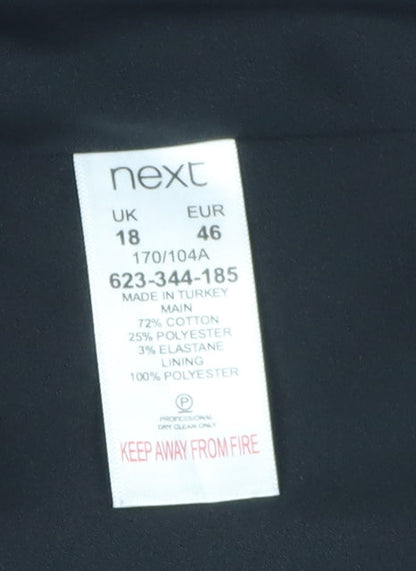 next
UK EUR
18 46
170/104A
623-344-185
MADE IN TURKEY
MAIN
72% COTTON
25% POLYESTER
3% ELASTANE
LINING
100% POLYESTER
P
PROFESSIONAL
DRY CLEAN ONLY
KEEP AWAY FROM FIRE